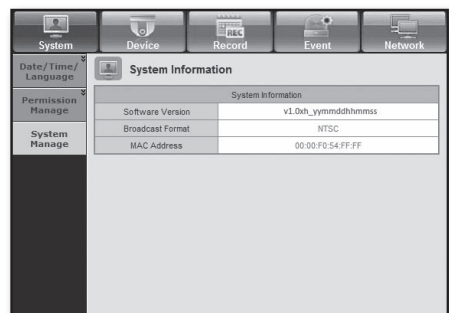 System
Device
REC
Record
Event
Network
Date/Time/
Language
Permission
Manage
System
Manage
System Information
System Information
Software Version v1.0xh_yymmddhhmmss
Broadcast Format NTSC
MAC Address 00:00:F0:54:FF:FF